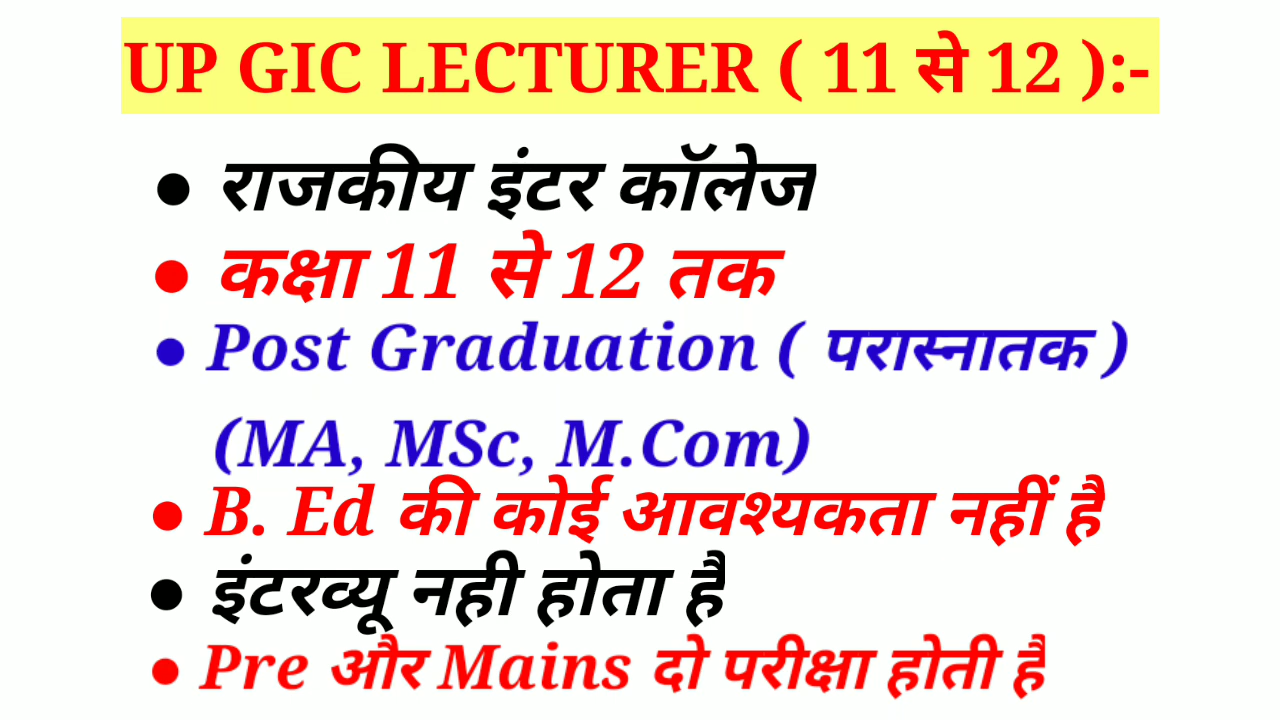 UP GIC LECTURER ( 11 से 12 ):-
● राजकीय इंटर कॉलेज
● कक्षा 11 से 12 तक
● Post Graduation ( परास्नातक )
(MA, MSc, M.Com)
● B. Ed की कोई आवश्यकता नहीं है
● इंटरव्यू नही होता है
● Pre और Mains दो परीक्षा होती है